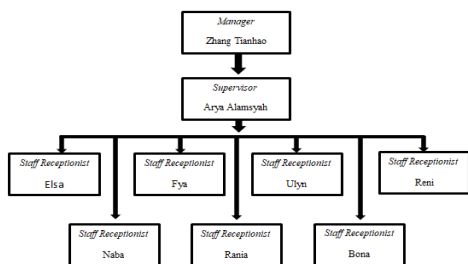 Manager
Zhang Tianhao
Supervisor
Arya Alamsyah
Staff Receptionist
Elsa
Staff Receptionist
Fya
Staff Receptionist
Ulyn
Staff Receptionist
Reni
Staff Receptionist
Naba
Staff Receptionist
Rania
Staff Receptionist
Bona